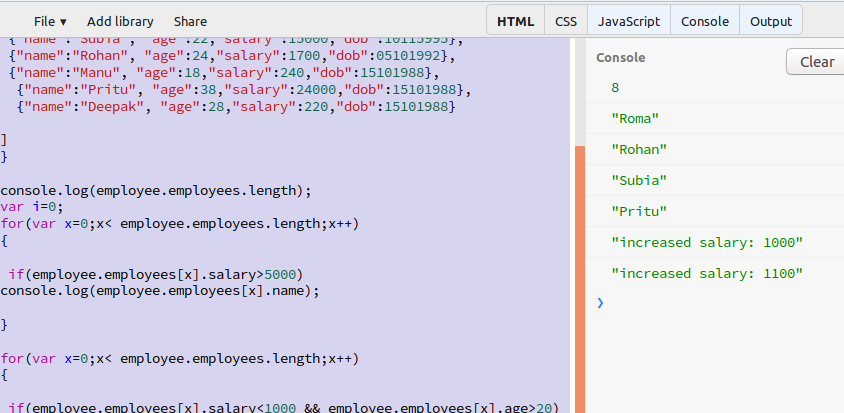 File ▾ Add library Share HTML CSS JavaScript Console Output
{"name":"Subia", "age":22,"salary":15000,"dob":10115995},
{"name":"Rohan", "age":24,"salary":1700,"dob":05101992},
{"name":"Manu", "age":18,"salary":240,"dob":15101988},
{"name":"Pritu", "age":38,"salary":24000,"dob":15101988},
{"name":"Deepak", "age":28,"salary":220,"dob":15101988}
]
}
console.log(employee.employees.length);
var i=0;
for(var x=0;x< employee.employees.length;x++)
{
if(employee.employees[x].salary>5000)
console.log(employee.employees[x].name);
}
for(var x=0;x< employee.employees.length;x++)
{
if(employee.employees[x].salary<1000 && employee.employees[x].age>20)
Console
Clear
8
"Roma"
"Rohan"
"Subia"
"Pritu"
"increased salary: 1000"
"increased salary: 1100"
❯